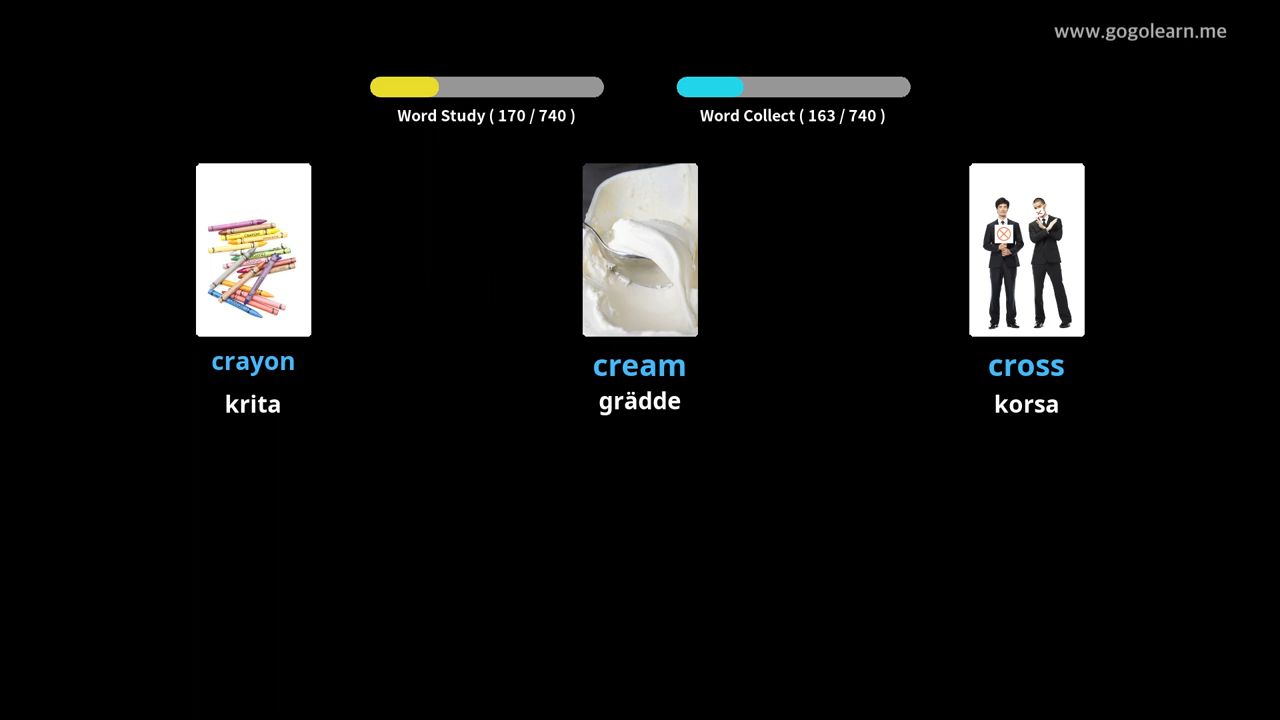 www.gogolearn.me
Word Study ( 170 / 740 )
Word Collect ( 163 / 740 )
crayon
krita
cream
grädde
cross
korsa